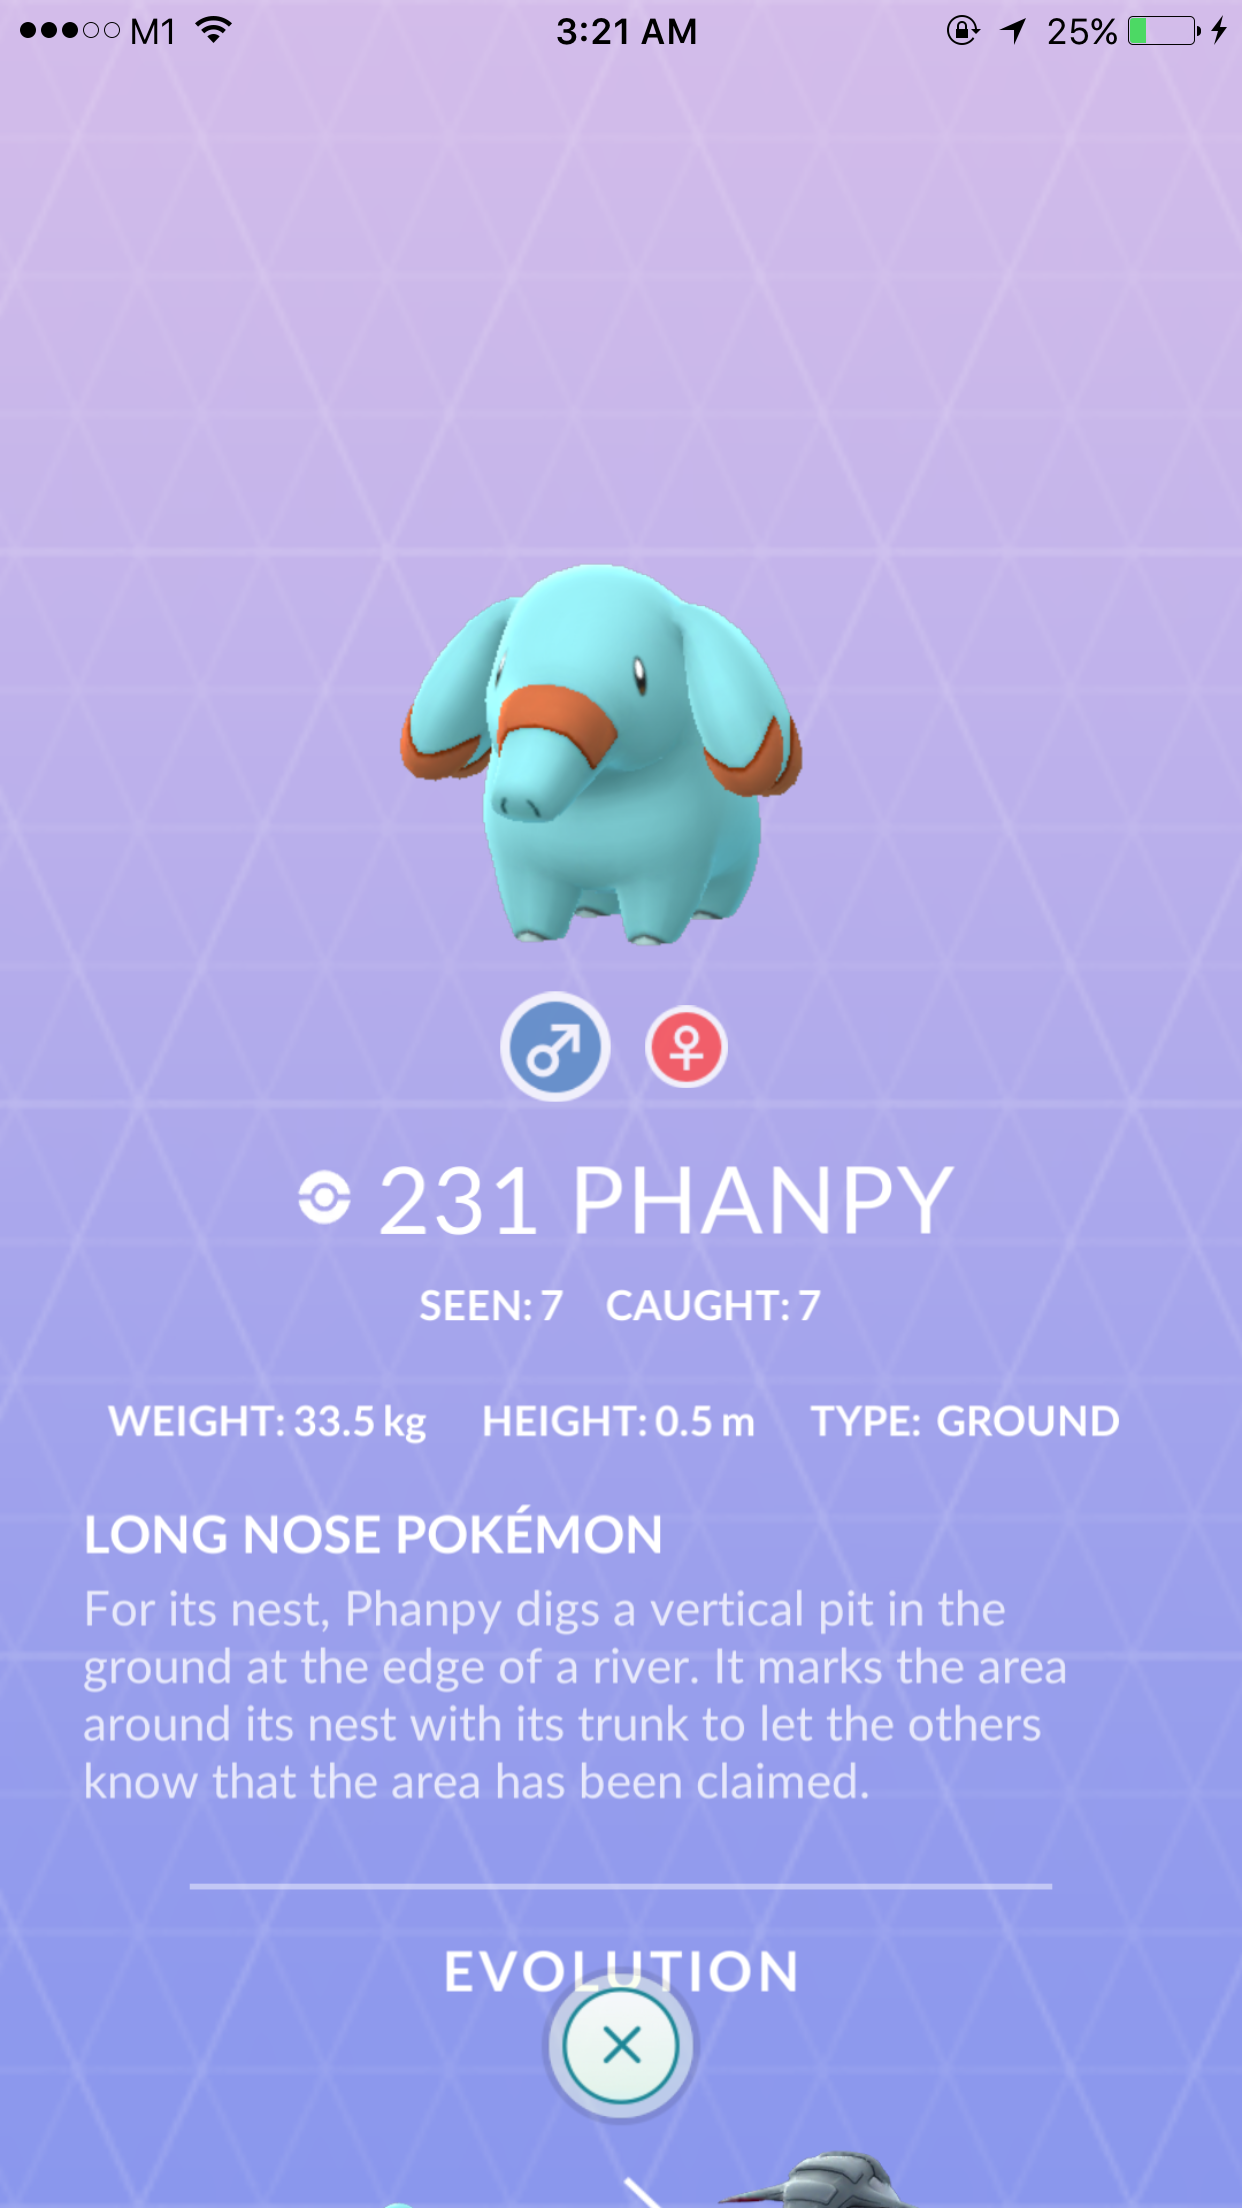 M1 3:21 AM 25%
231 PHANPY
SEEN: 7 CAUGHT: 7
WEIGHT: 33.5 kg HEIGHT: 0.5 m TYPE: GROUND
LONG NOSE POKÉMON
For its nest, Phanpy digs a vertical pit in the
ground at the edge of a river. It marks the area
around its nest with its trunk to let the others
know that the area has been claimed.
EVOLUTION